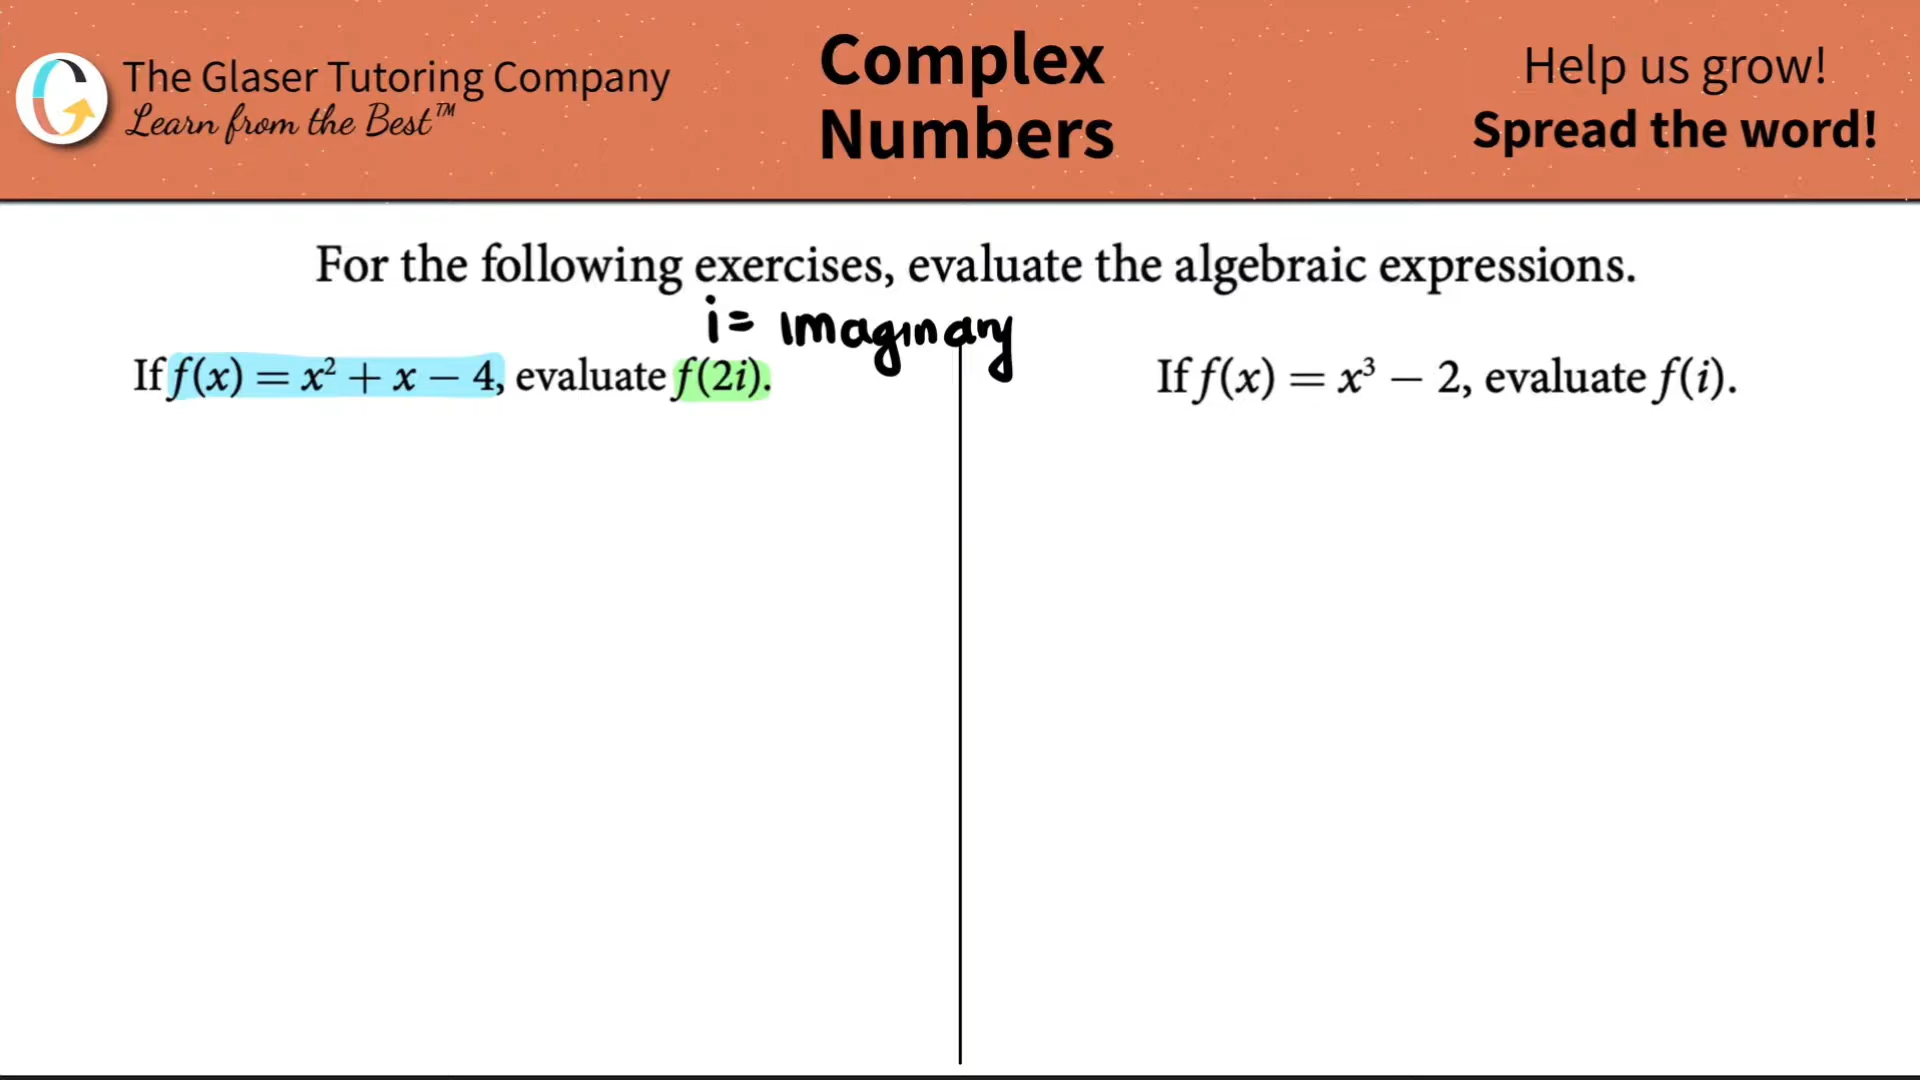 The Glaser Tutoring Company
Learn from the Best™
Complex
Numbers
Help us grow!
Spread the word!
For the following exercises, evaluate the algebraic expressions.
i = imaginary
If f(x) = x² + x − 4, evaluate f(2i).
If f(x) = x³ − 2, evaluate f(i).